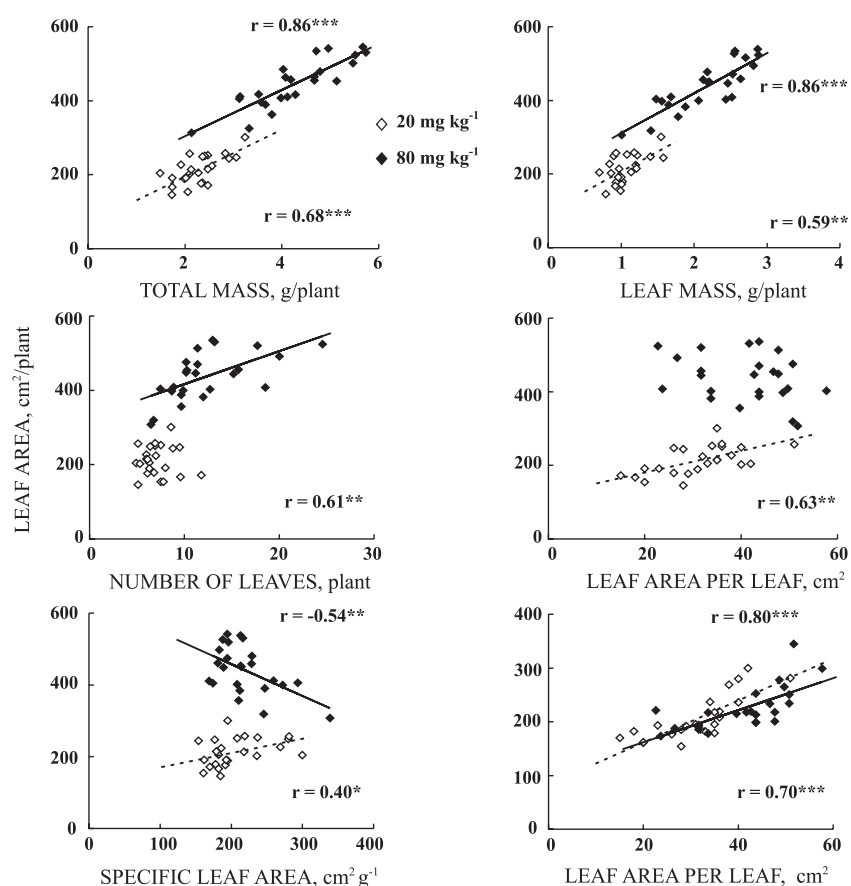 600
r = 0.86***
400
◇ 20 mg kg-1
◆ 80 mg kg-1
200
r = 0.68***
0
0 2 4 6
TOTAL MASS, g/plant
600
400
r = 0.86***
200
r = 0.59**
0
0 1 2 3 4
LEAF MASS, g/plant
LEAF AREA, cm2/plant
600
400
200
r = 0.61**
0
0 10 20 30
NUMBER OF LEAVES, plant
600
400
200
r = 0.63**
0
0 20 40 60
LEAF AREA PER LEAF, cm2
600
r = -0.54**
400
200
r = 0.40*
0
0 100 200 300 400
SPECIFIC LEAF AREA, cm2 g-1
400
r = 0.80***
300
200
100
r = 0.70***
0
0 20 40 60
LEAF AREA PER LEAF, cm2